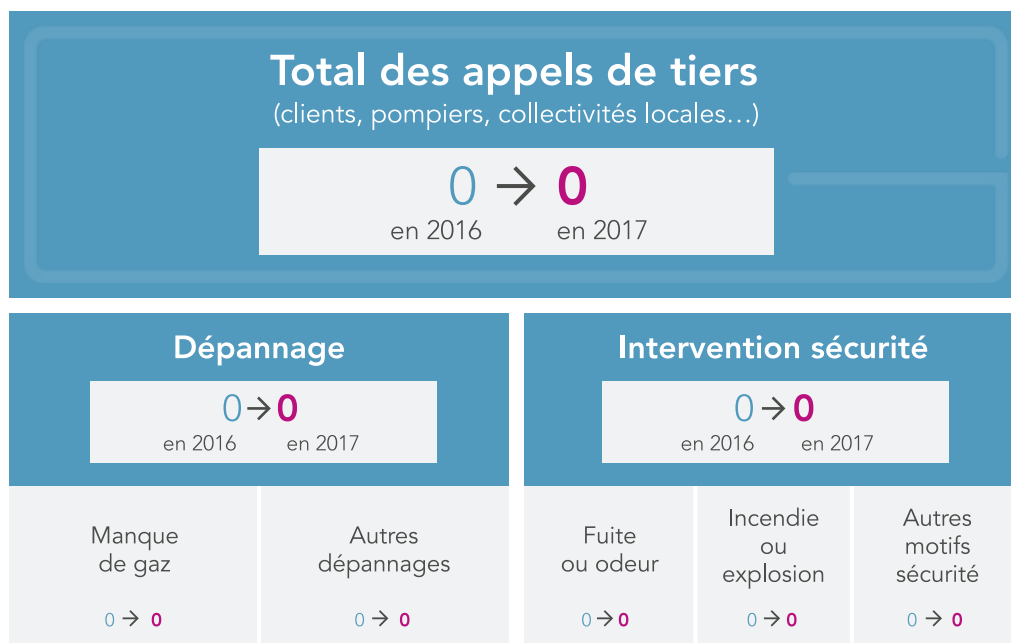 Total des appels de tiers
(clients, pompiers, collectivités locales…)
0 → 0
en 2016 en 2017
Dépannage
0 → 0
en 2016 en 2017
Manque
de gaz
0 → 0
Autres
dépannages
0 → 0
Intervention sécurité
0 → 0
en 2016 en 2017
Fuite
ou odeur
0 → 0
Incendie
ou
explosion
0 → 0
Autres
motifs
sécurité
0 → 0